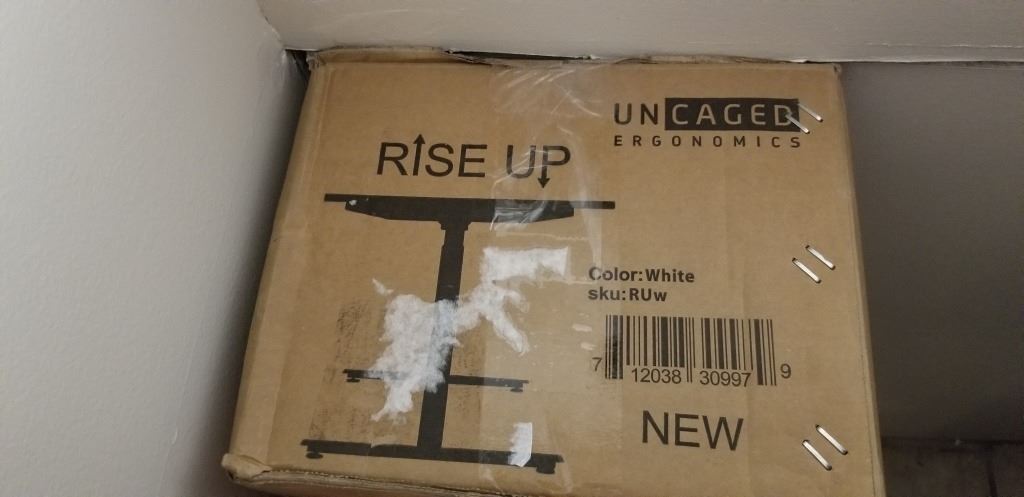 UNCAGED
ERGONOMICS
RISE UP
Color:White
sku:RUw
7 12038 30997 9
NEW